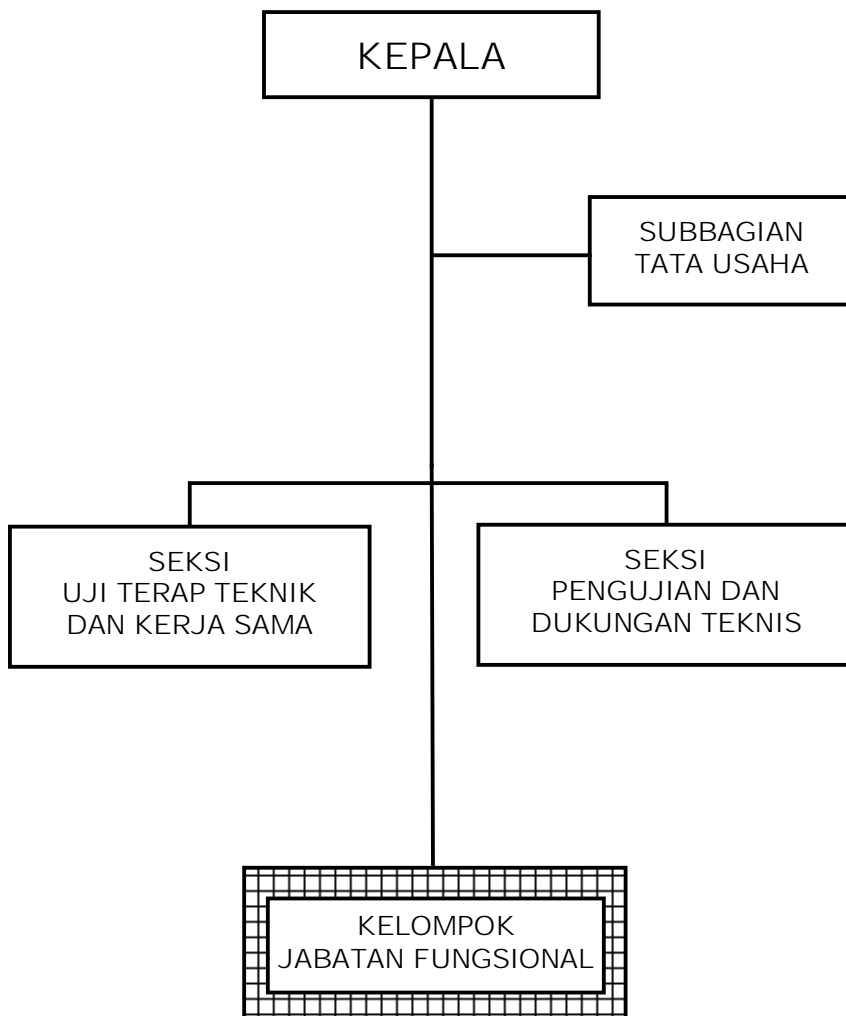 KEPALA
SUBBAGIAN
TATA USAHA
SEKSI
UJI TERAP TEKNIK
DAN KERJA SAMA
SEKSI
PENGUJIAN DAN
DUKUNGAN TEKNIS
KELOMPOK
JABATAN FUNGSIONAL